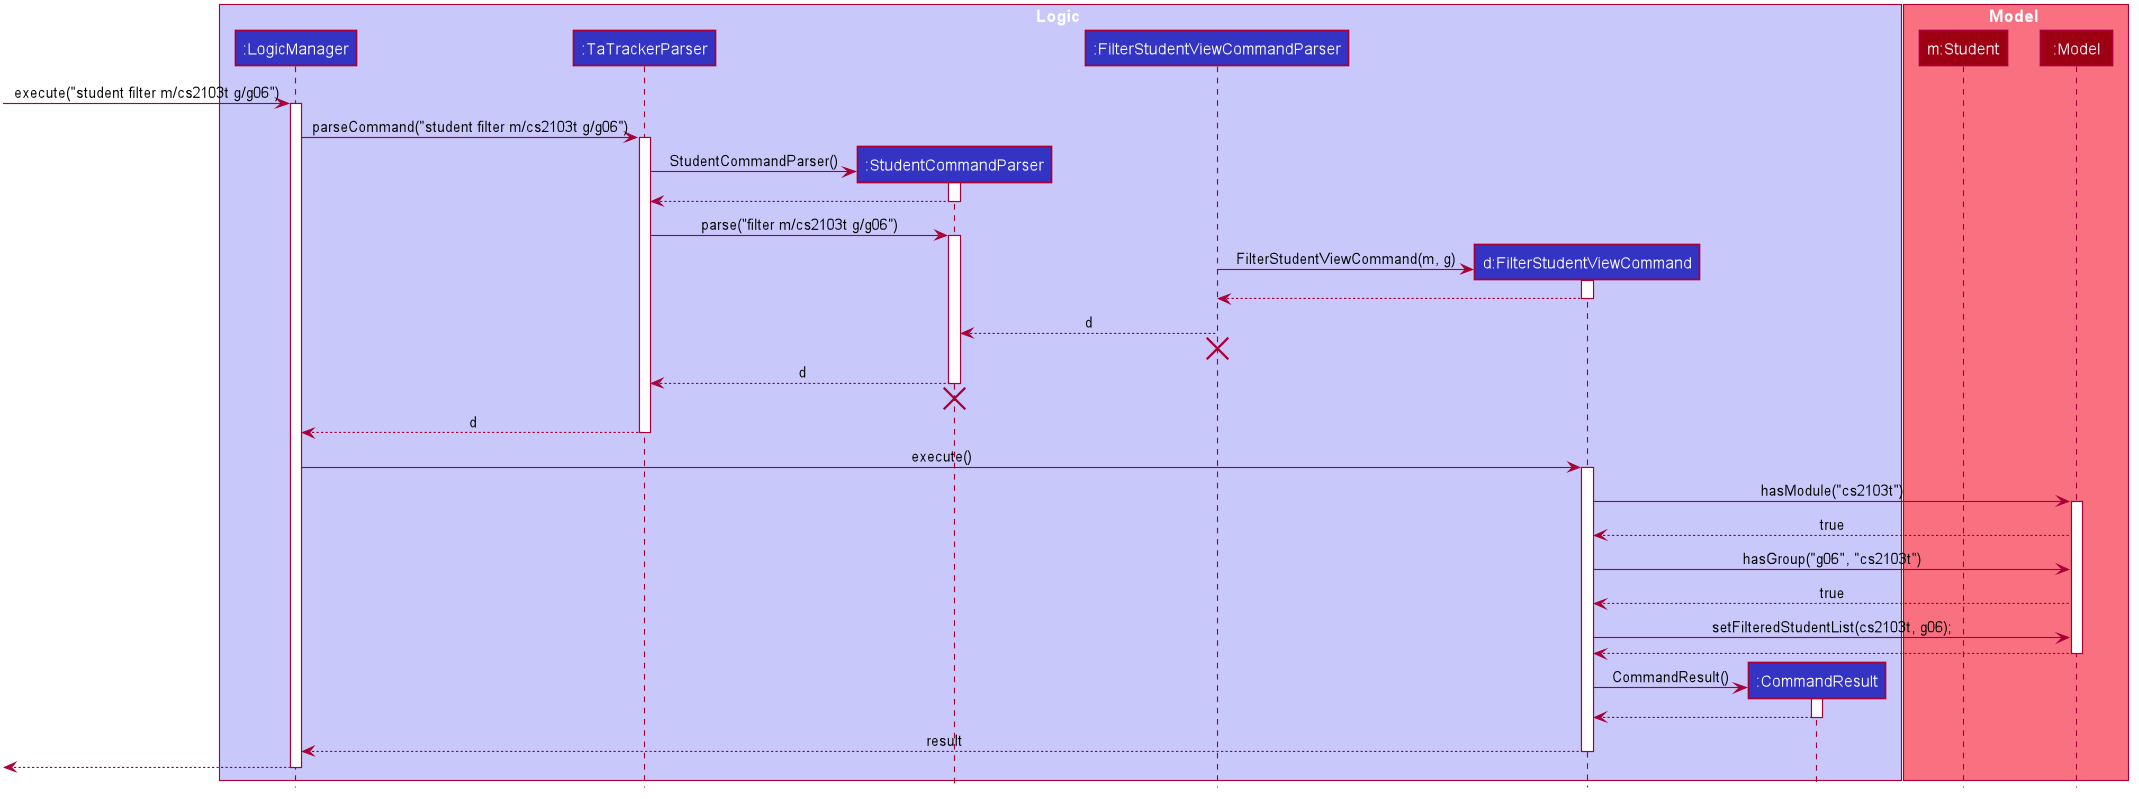 Logic
Model
:LogicManager
:TaTrackerParser
:FilterStudentViewCommandParser
m:Student
:Model
execute("student filter m/cs2103t g/g06")
parseCommand("student filter m/cs2103t g/g06")
StudentCommandParser()
:StudentCommandParser
parse("filter m/cs2103t g/g06")
FilterStudentViewCommand(m, g)
d:FilterStudentViewCommand
d
d
d
execute()
hasModule("cs2103t")
true
hasGroup("g06", "cs2103t")
true
setFilteredStudentList(cs2103t, g06);
CommandResult()
:CommandResult
result